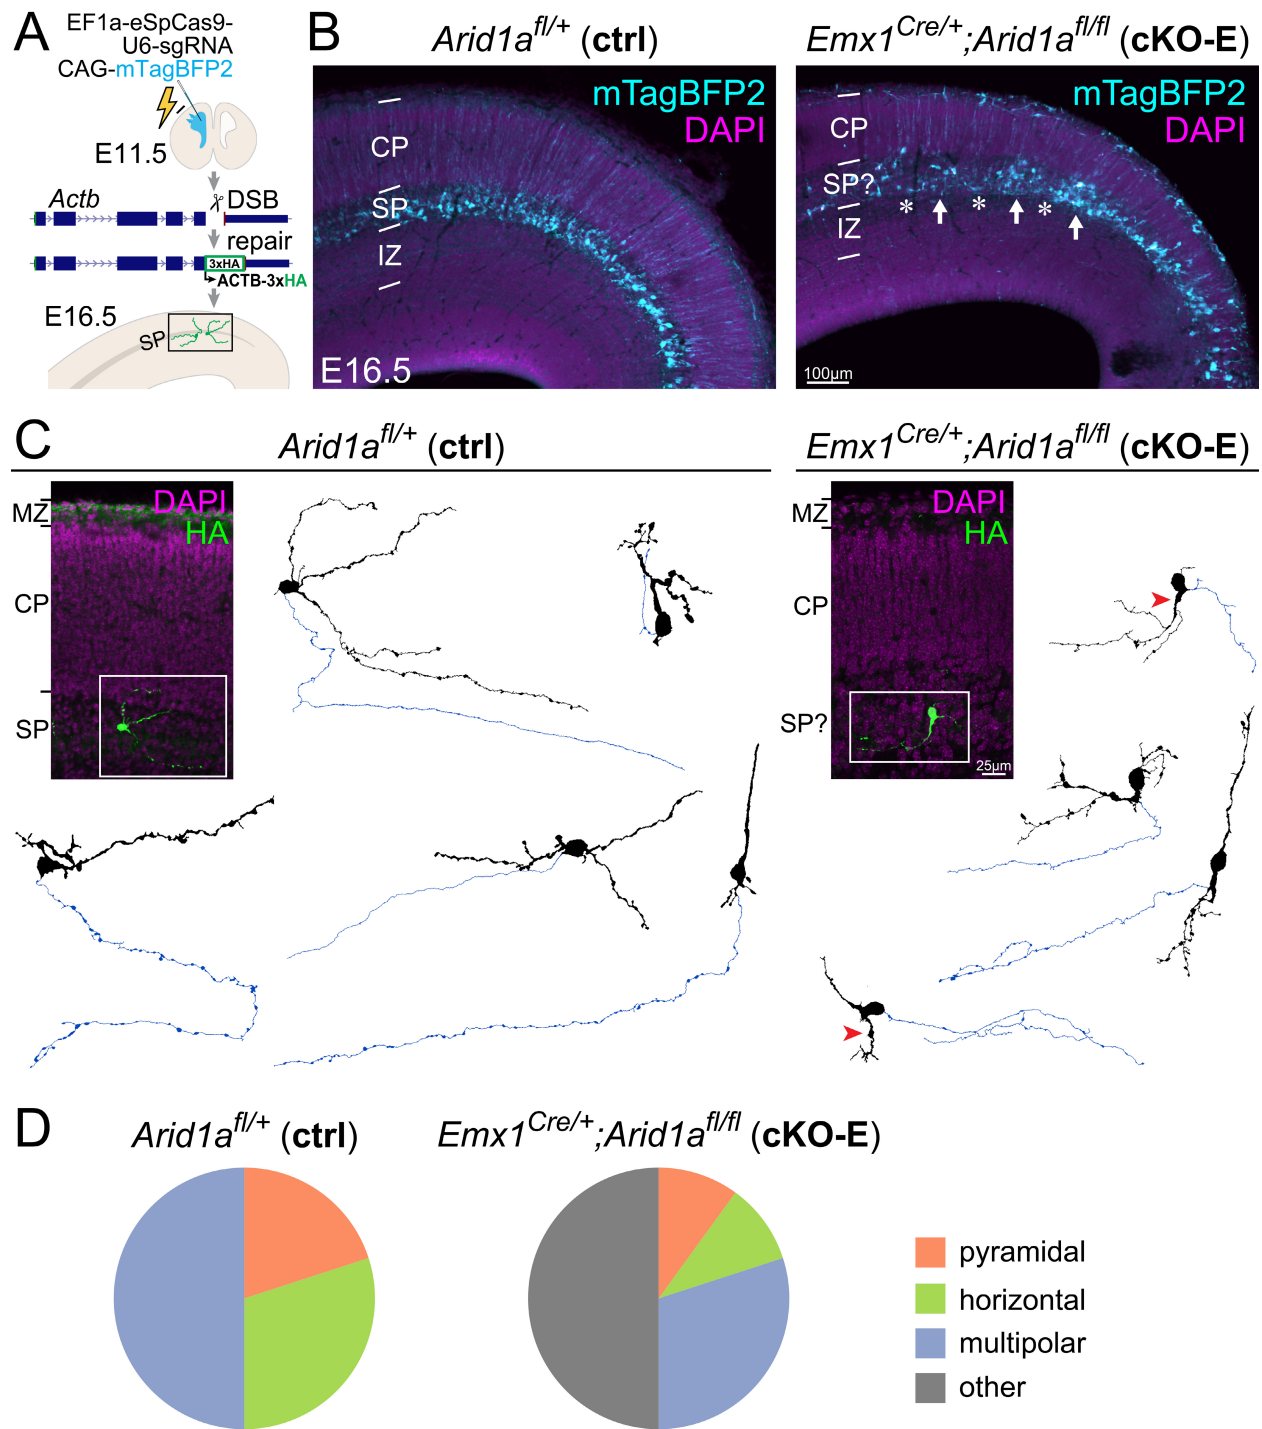 A
EF1a-eSpCas9-
U6-sgRNA
CAG-mTagBFP2
E11.5
Actb
DSB
repair
3xHA
ACTB-3xHA
E16.5
SP
B
Arid1afl/+ (ctrl)
mTagBFP2
DAPI
CP
SP
IZ
E16.5
Emx1Cre/+;Arid1afl/fl (cKO-E)
mTagBFP2
DAPI
CP
SP?
IZ
* * *
100µm
C
Arid1afl/+ (ctrl)
MZ
DAPI
HA
CP
SP
Emx1Cre/+;Arid1afl/fl (cKO-E)
MZ
DAPI
HA
CP
SP?
25µm
D
Arid1afl/+ (ctrl)
Emx1Cre/+;Arid1afl/fl (cKO-E)
pyramidal
horizontal
multipolar
other